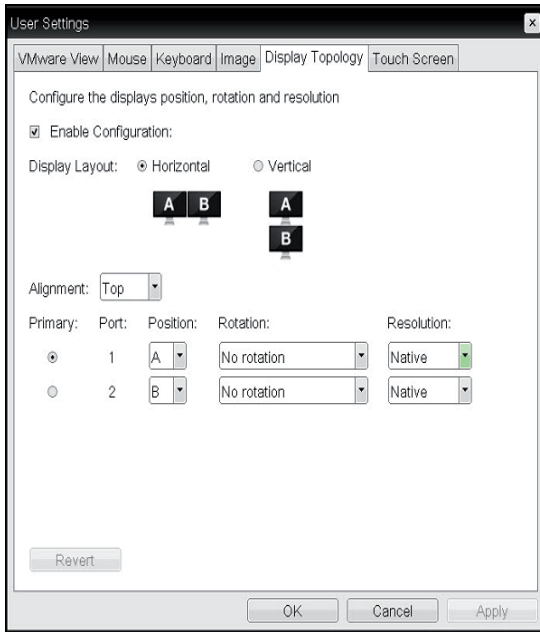 User Settings
VMware View Mouse Keyboard Image Display Topology Touch Screen
Configure the displays position, rotation and resolution
Enable Configuration:
Display Layout: Horizontal Vertical
A B A
B
Alignment: Top
Primary: Port: Position: Rotation: Resolution:
1 A No rotation Native
2 B No rotation Native
Revert
OK Cancel Apply